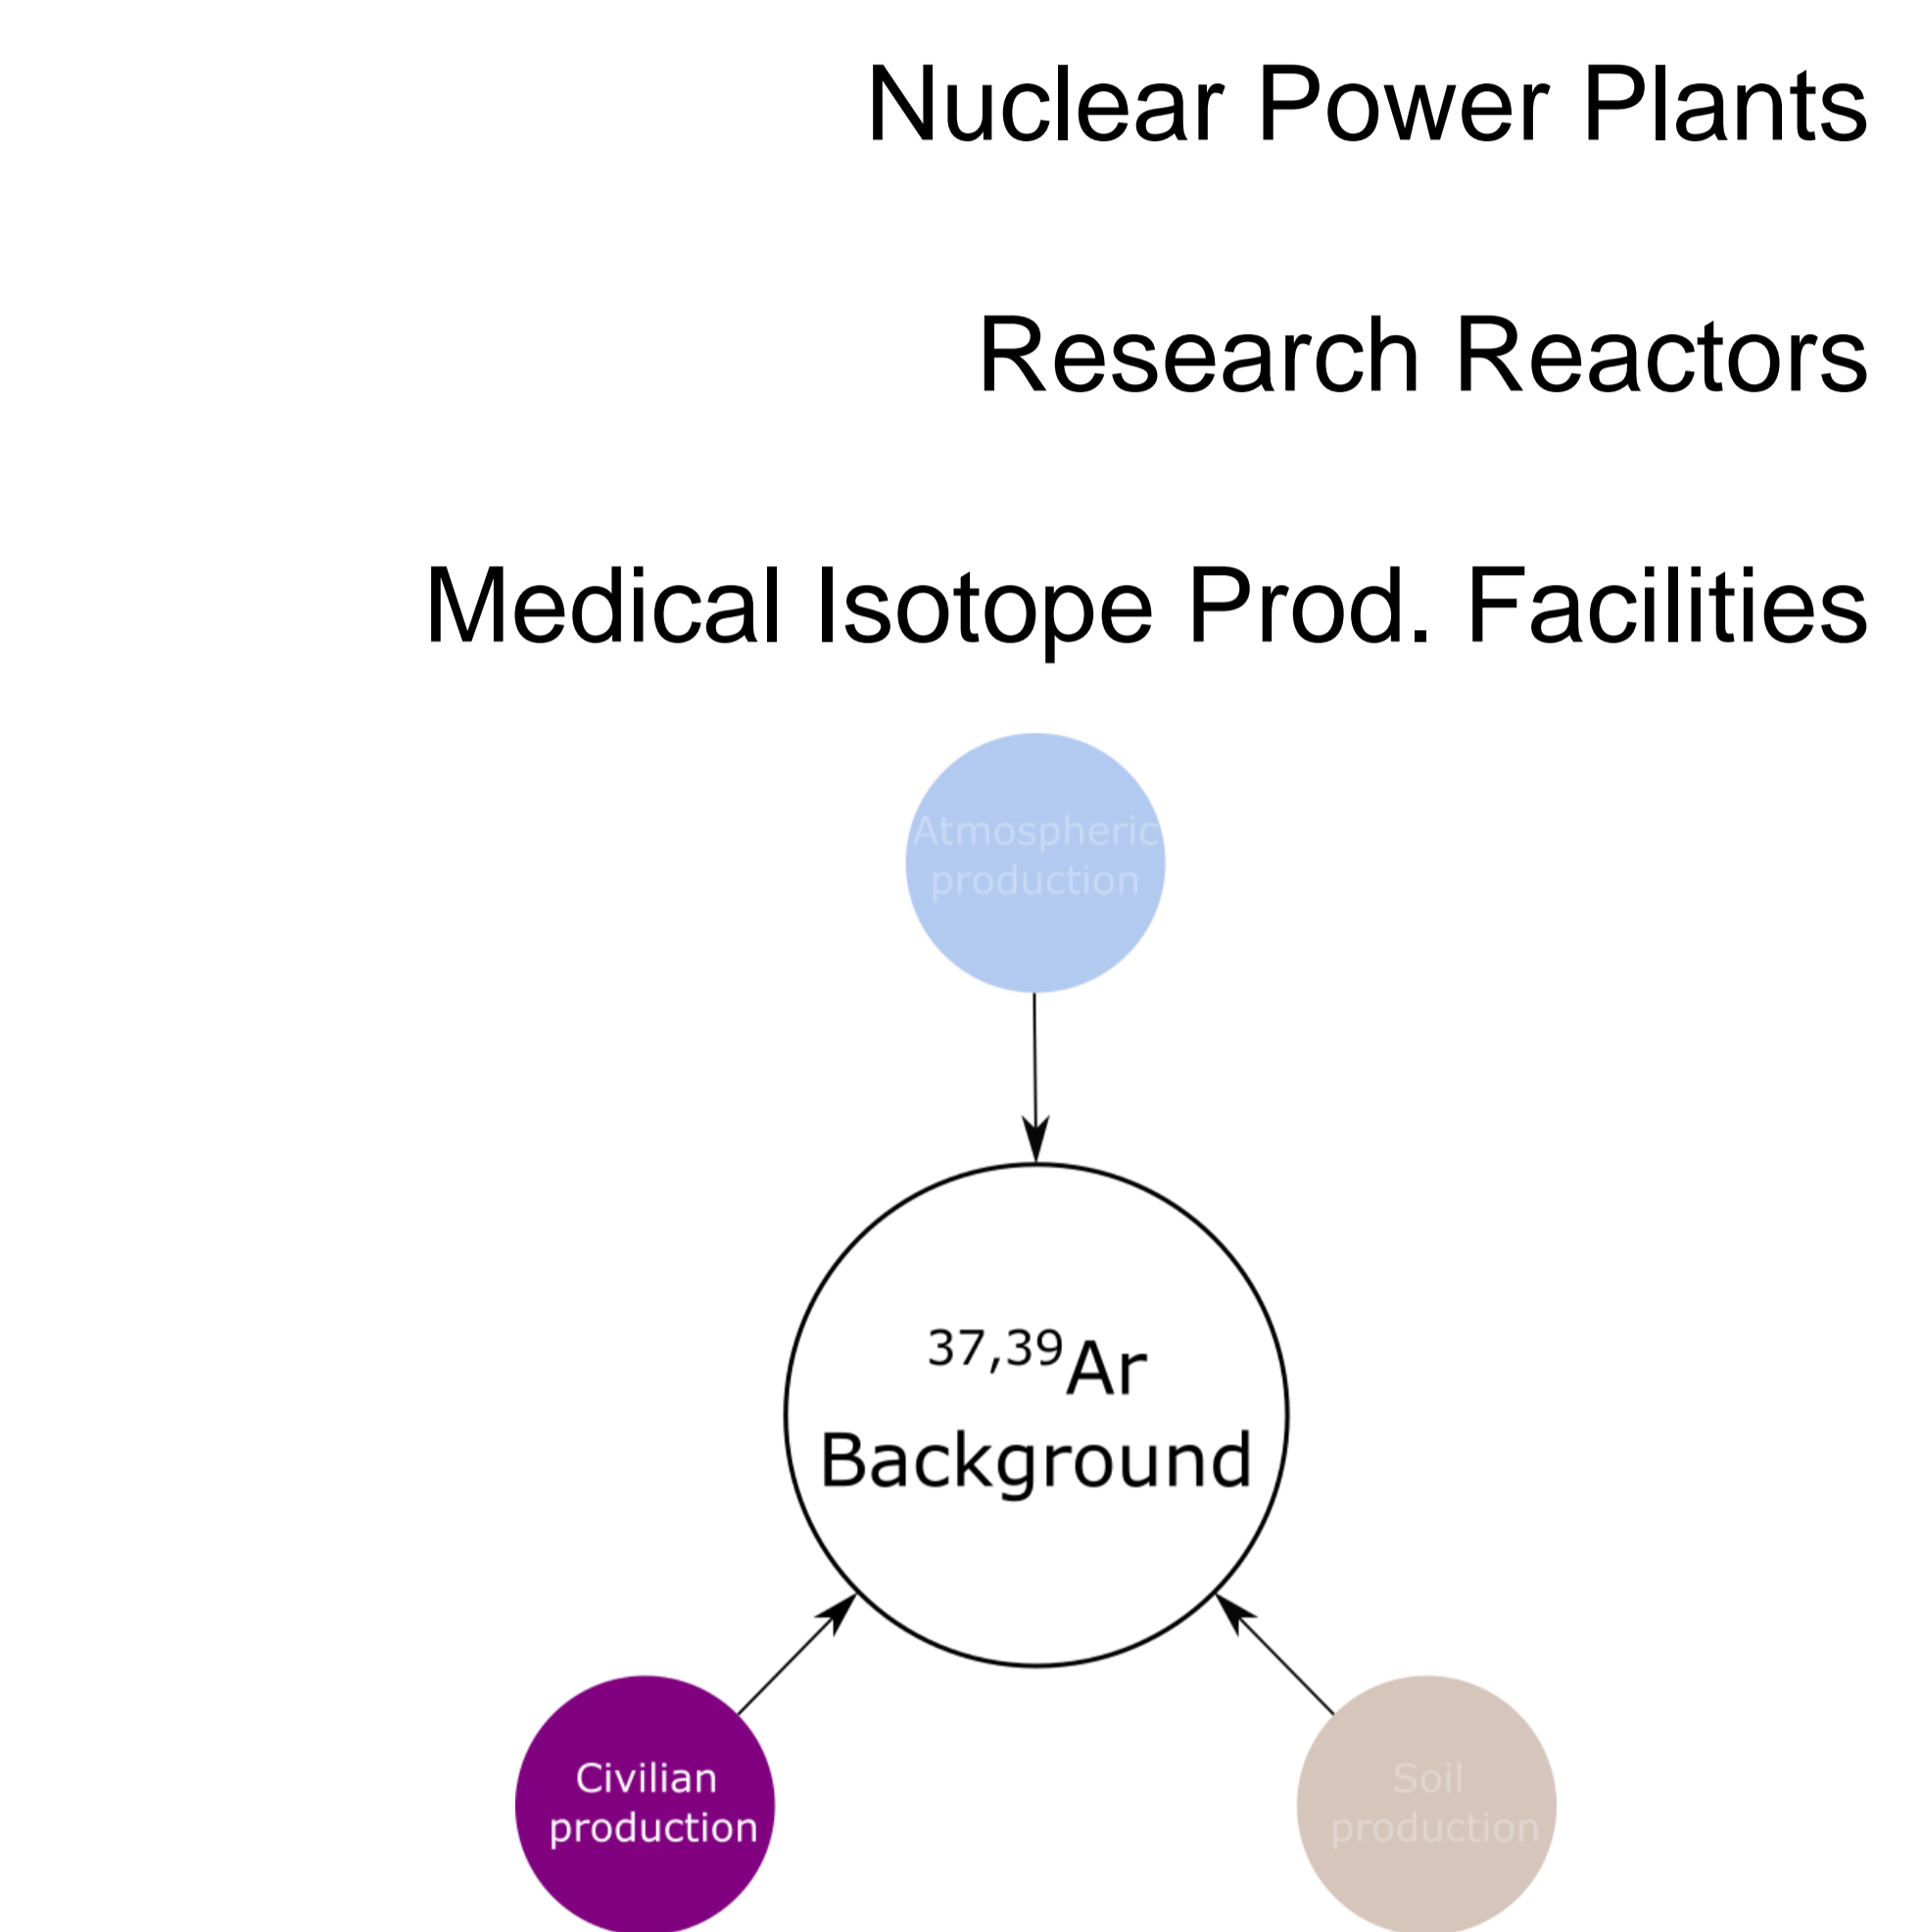 Nuclear Power Plants
Research Reactors
Medical Isotope Prod. Facilities
Atmospheric
production
37,39Ar
Background
Civilian
production
Soil
production